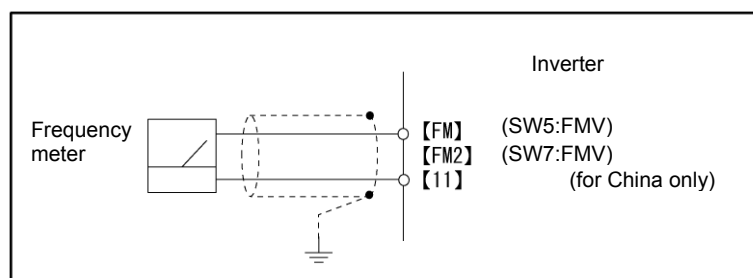 Inverter
Frequency meter
【FM】 (SW5:FMV)
【FM2】 (SW7:FMV)
【11】 (for China only)